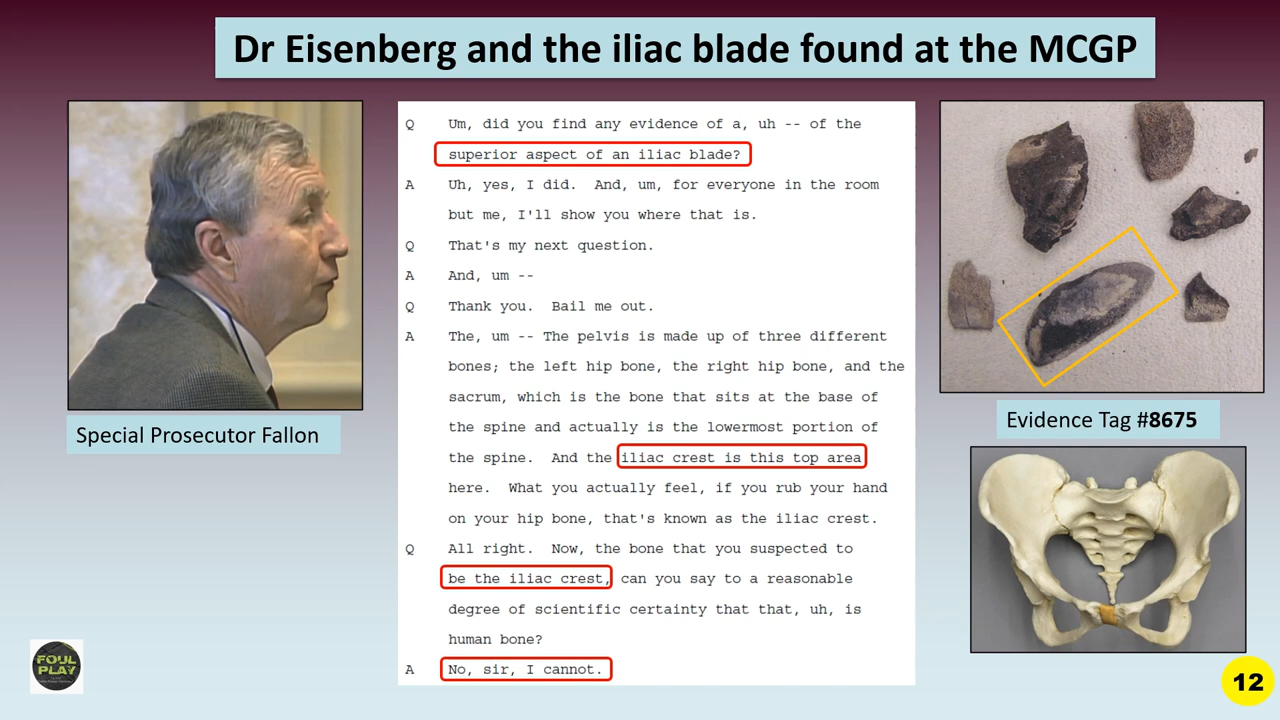 Dr Eisenberg and the iliac blade found at the MCGP
Special Prosecutor Fallon
Q Um, did you find any evidence of a, uh -- of the
superior aspect of an iliac blade?
A Uh, yes, I did. And, um, for everyone in the room
but me, I'll show you where that is.
Q That's my next question.
A And, um --
Q Thank you. Bail me out.
A The, um -- The pelvis is made up of three different
bones; the left hip bone, the right hip bone, and the
sacrum, which is the bone that sits at the base of
the spine and actually is the lowermost portion of
the spine. And the iliac crest is this top area
here. What you actually feel, if you rub your hand
on your hip bone, that's known as the iliac crest.
Q All right. Now, the bone that you suspected to
be the iliac crest, can you say to a reasonable
degree of scientific certainty that that, uh, is
human bone?
A No, sir, I cannot.
Evidence Tag #8675
FOUL
PLAY
12